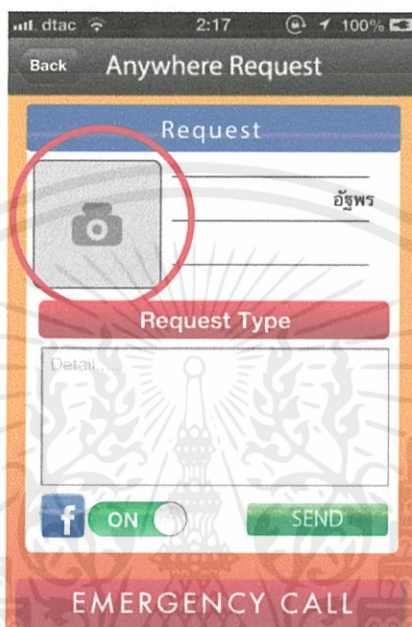 dtac 2:17 100%
Back Anywhere Request
Request
อัฐพร
Request Type
Detail.....
f ON SEND
EMERGENCY CALL